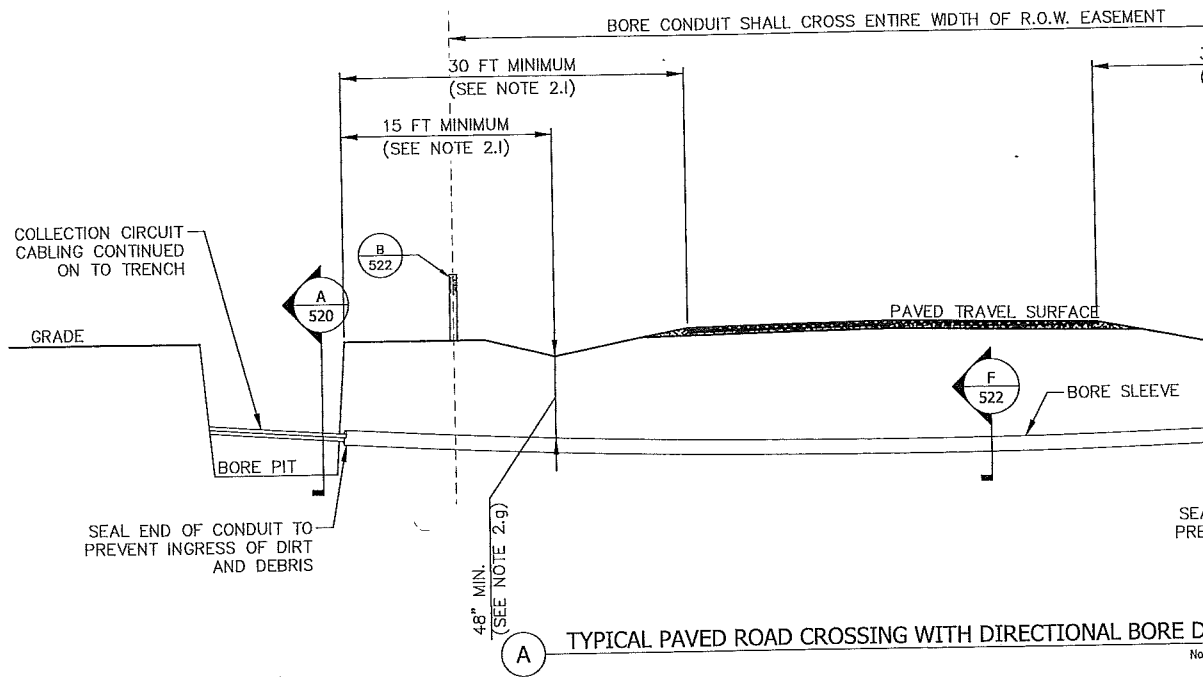 BORE CONDUIT SHALL CROSS ENTIRE WIDTH OF R.O.W. EASEMENT
30 FT MINIMUM
(SEE NOTE 2.I)
15 FT MINIMUM
(SEE NOTE 2.I)
COLLECTION CIRCUIT
CABLING CONTINUED
ON TO TRENCH
B
522
A
520
PAVED TRAVEL SURFACE
GRADE
F
522
BORE SLEEVE
BORE PIT
SEAL END OF CONDUIT TO
PREVENT INGRESS OF DIRT
AND DEBRIS
48" MIN.
(SEE NOTE 2.g)
SEA
PRE
A
TYPICAL PAVED ROAD CROSSING WITH DIRECTIONAL BORE D
No